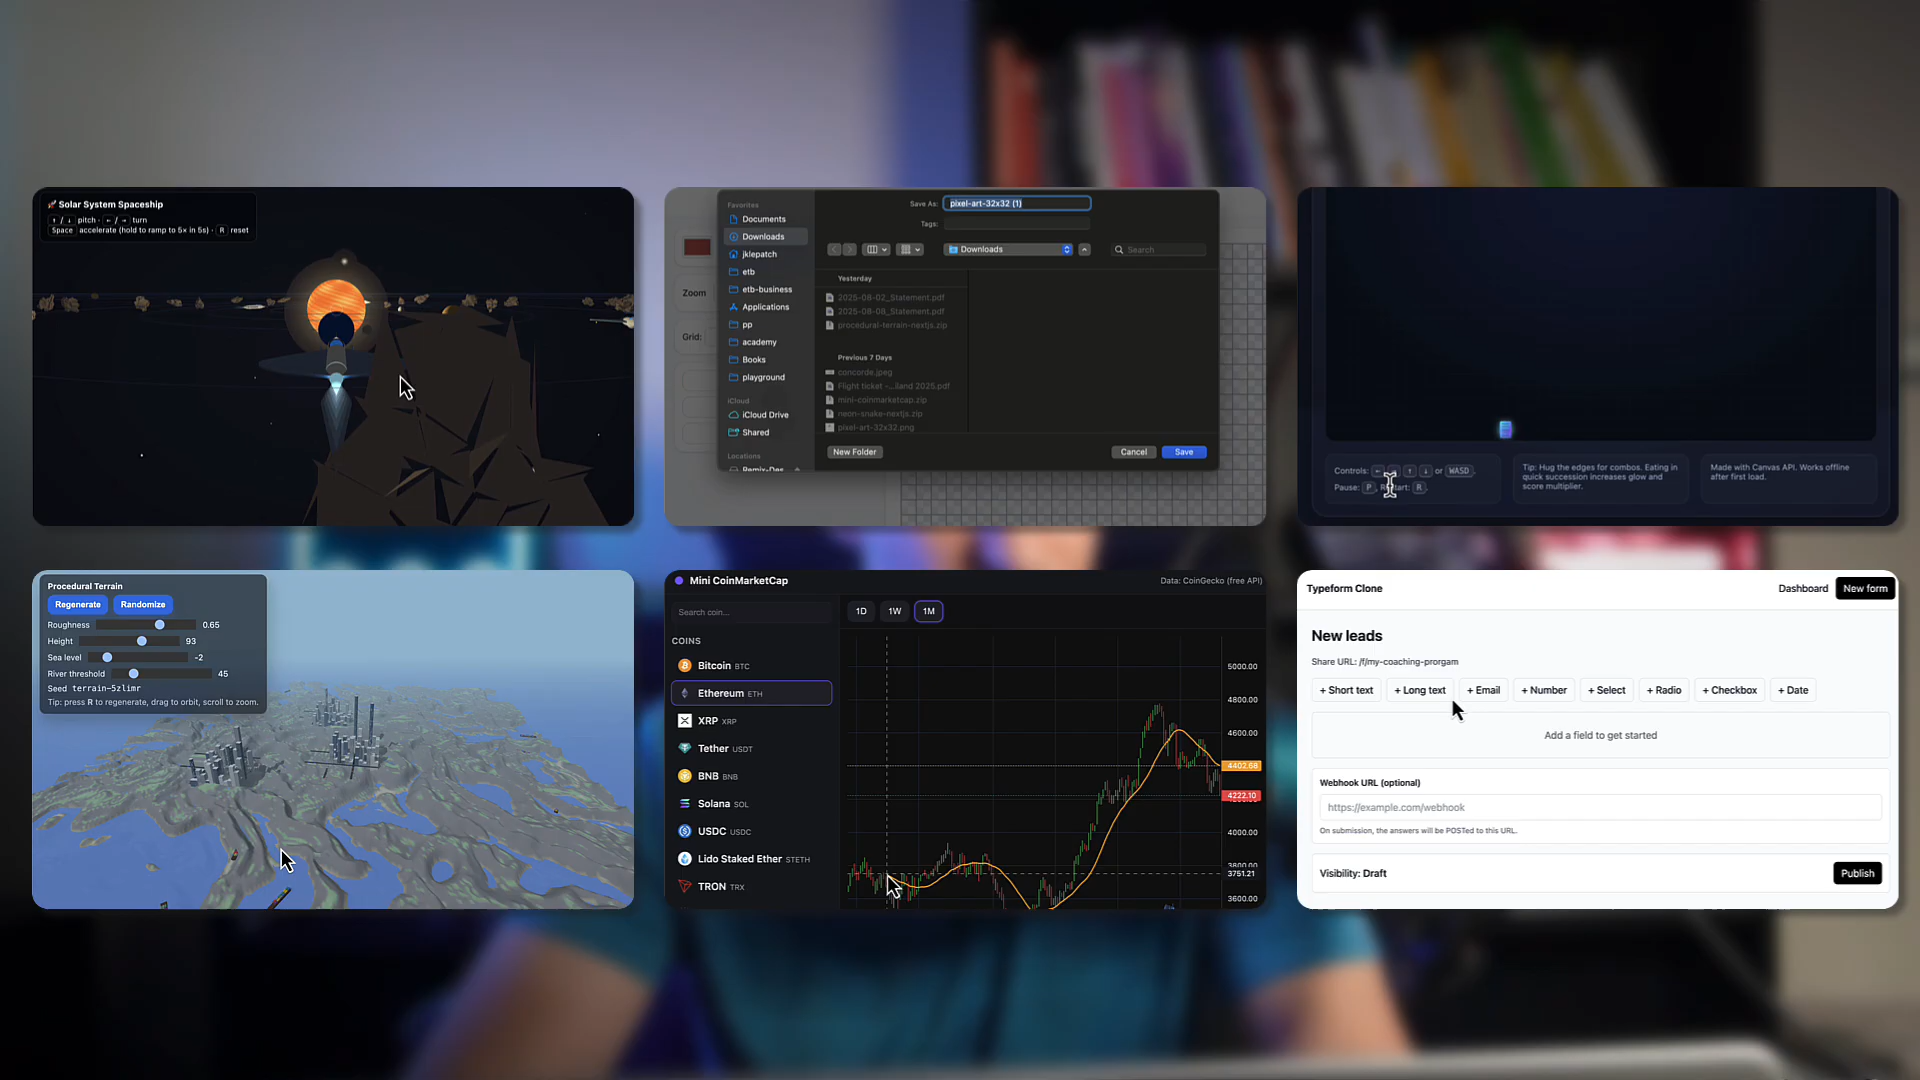 🚀 Solar System Spaceship
↑ / ↓ pitch · ← / → turn
Space accelerate (hold to ramp to 5× in 5s) · R reset
Zoom
Grid:
Favorites
Documents
Downloads
jklepatch
etb
etb-business
Applications
pp
academy
Books
playground
iCloud
iCloud Drive
Shared
Locations
Remix-Des
Save As: pixel-art-32x32 (1)
Tags:
Downloads
Search
Yesterday
2025-08-02_Statement.pdf
2025-08-08_Statement.pdf
procedural-terrain-nextjs.zip
Previous 7 Days
concorde.jpeg
Flight ticket -...iland 2025.pdf
mini-coinmarketcap.zip
neon-snake-nextjs.zip
pixel-art-32x32.png
New Folder
Cancel
Save
Controls: ← ↑ ↓ or WASD
Pause: P R
tart: R
Tip: Hug the edges for combos. Eating in
quick succession increases glow and
score multiplier.
Made with Canvas API. Works offline
after first load.
Procedural Terrain
Regenerate
Randomize
Roughness 0.65
Height 93
Sea level -2
River threshold 45
Seed terrain-5zlimr
Tip: press R to regenerate, drag to orbit, scroll to zoom.
Mini CoinMarketCap
Data: CoinGecko (free API)
Search coin...
COINS
Bitcoin BTC
Ethereum ETH
XRP XRP
Tether USDT
BNB BNB
Solana SOL
USDC USDC
Lido Staked Ether STETH
TRON TRX
1D
1W
1M
5000.00
4800.00
4600.00
4402.68
4222.10
4000.00
3800.00
3751.21
3600.00
Typeform Clone
Dashboard
New form
New leads
Share URL: /f/my-coaching-prorgam
+ Short text
+ Long text
+ Email
+ Number
+ Select
+ Radio
+ Checkbox
+ Date
Add a field to get started
Webhook URL (optional)
https://example.com/webhook
On submission, the answers will be POSTed to this URL.
Visibility: Draft
Publish